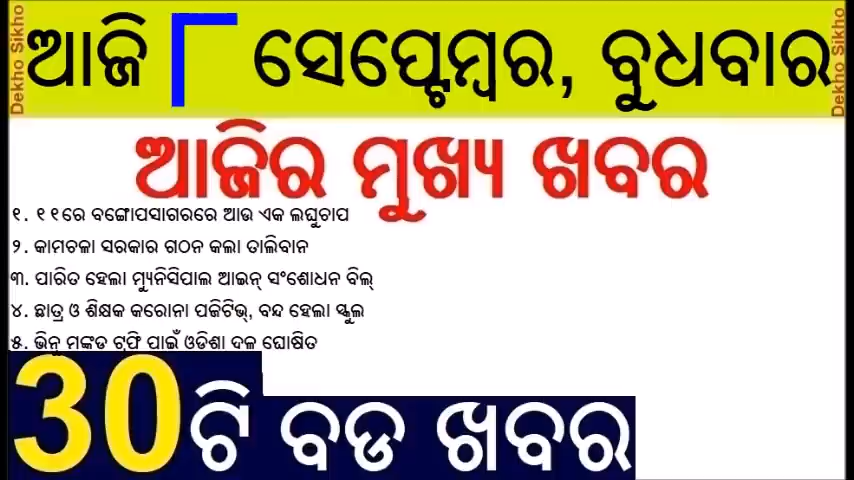 ଆଜି ୮ ସେପ୍ଟେମ୍ବର, ବୁଧବାର
Dekho Sikho
Dekho Sikho
ଆଜିର ମୁଖ୍ୟ ଖବର
୧. ୧୧ରେ ବଙ୍ଗୋପସାଗରରେ ଆଉ ଏକ ଲଘୁଚାପ
୨. କାମଚଳା ସରକାର ଗଠନ କଲା ତାଲିବାନ
୩. ପାରିତ ହେଲା ମ୍ୟୁନିସିପାଲ ଆଇନ୍ ସଂଶୋଧନ ବିଲ୍
୪. ଛାତ୍ର ଓ ଶିକ୍ଷକ କରୋନା ପଜିଟିଭ୍, ବନ୍ଦ ହେଲା ସ୍କୁଲ
୫. ଭିନ୍ନୁ ମଙ୍କଡ ଟ୍ରଫି ପାଇଁ ଓଡିଶା ଦଳ ଘୋଷିତ
30ଟି ବଡ ଖବର